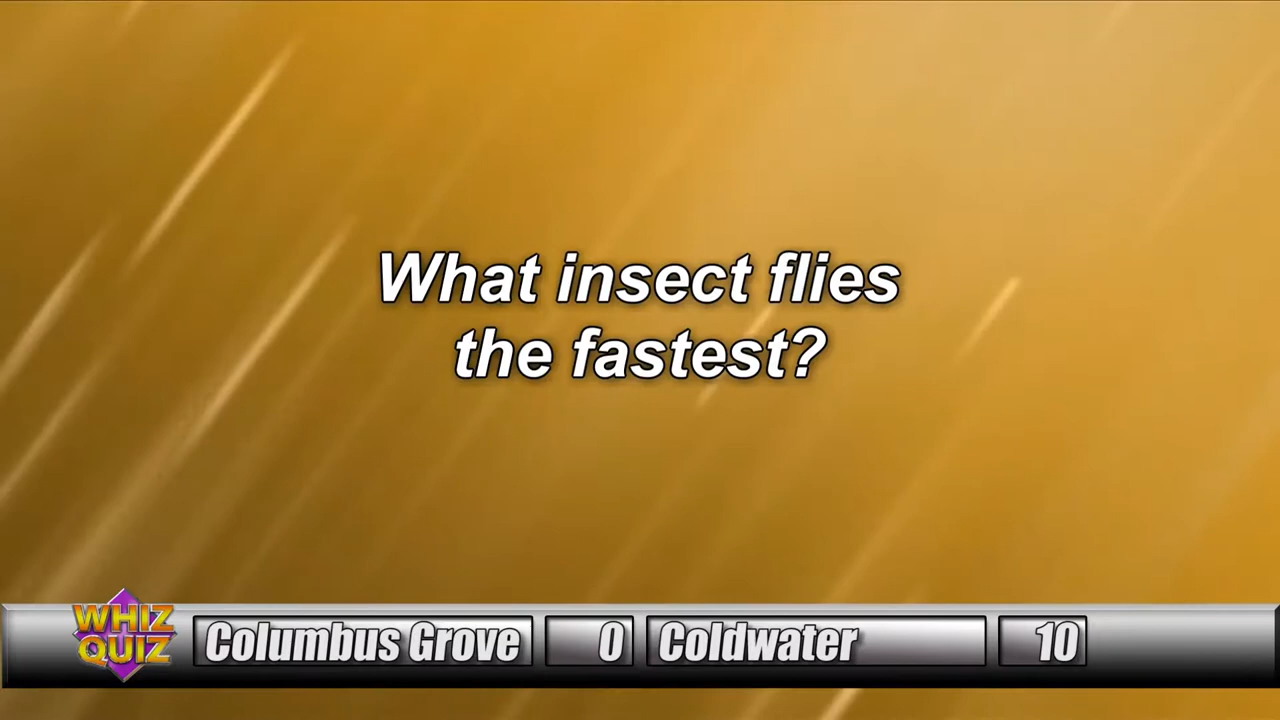 What insect flies
the fastest?
WHIZ
QUIZ
Columbus Grove 0 Coldwater 10